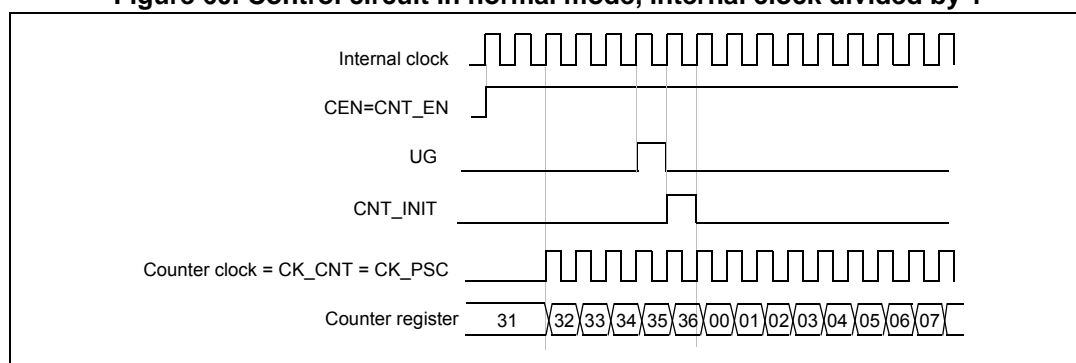 Figure 60. Control circuit in normal mode, internal clock divided by 1
Internal clock
CEN=CNT_EN
UG
CNT_INIT
Counter clock = CK_CNT = CK_PSC
Counter register 31 32 33 34 35 36 00 01 02 03 04 05 06 07